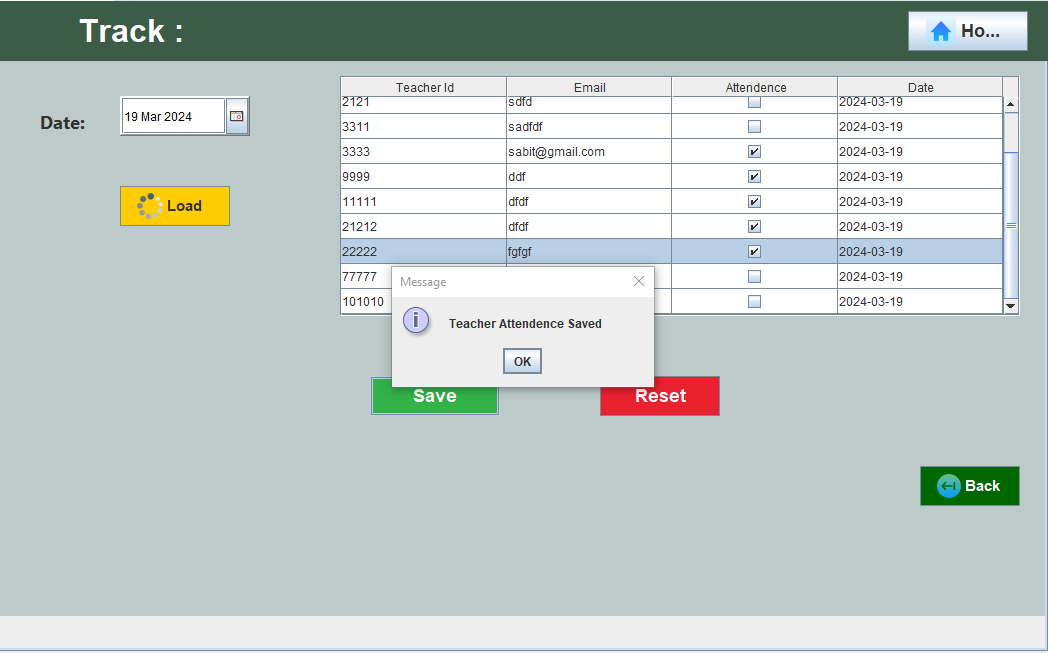 Track :
Ho...
Date:
19 Mar 2024
Load
Teacher Id Email Attendence Date
2121 sdfd 2024-03-19
3311 sadfdf 2024-03-19
3333 sabit@gmail.com 2024-03-19
9999 ddf 2024-03-19
11111 dfdf 2024-03-19
21212 dfdf 2024-03-19
22222 fgfgf 2024-03-19
77777 2024-03-19
101010 2024-03-19
Message
Teacher Attendence Saved
OK
Save
Reset
Back